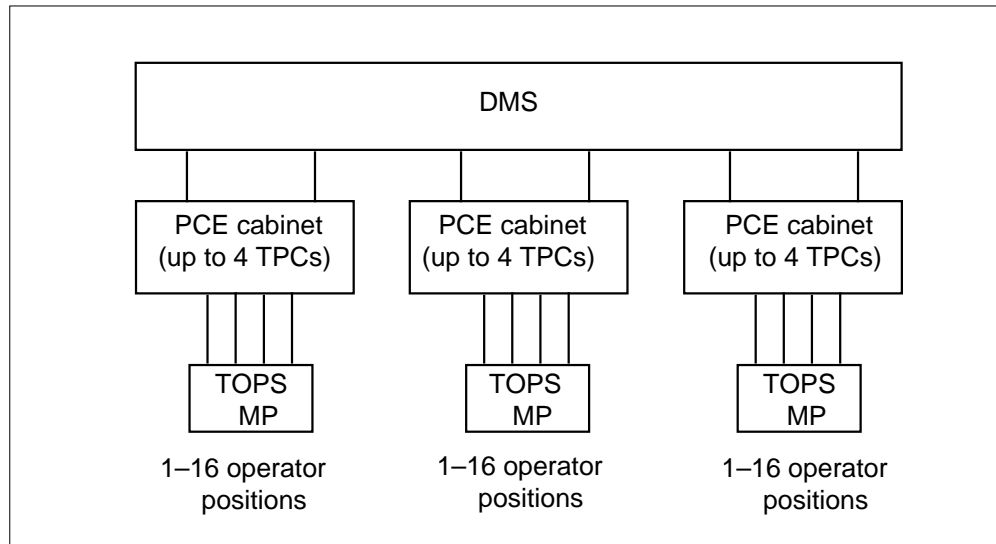 DMS
PCE cabinet
(up to 4 TPCs)
PCE cabinet
(up to 4 TPCs)
PCE cabinet
(up to 4 TPCs)
TOPS
MP
TOPS
MP
TOPS
MP
1–16 operator
positions
1–16 operator
positions
1–16 operator
positions